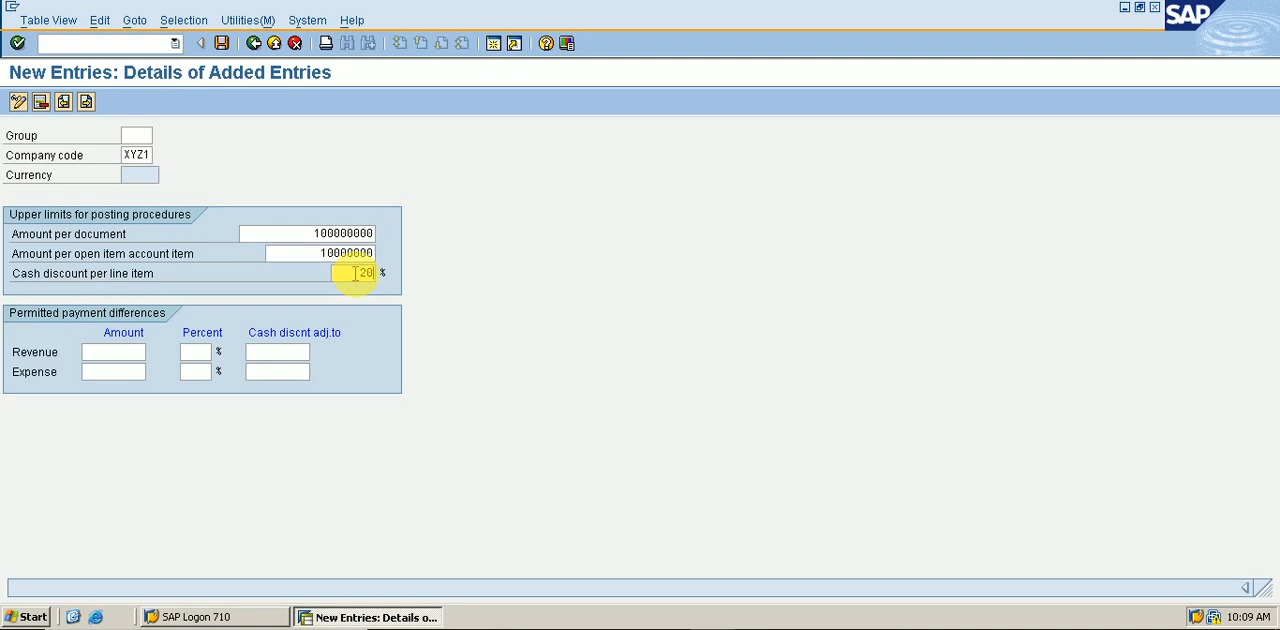 Table View Edit Goto Selection Utilities(M) System Help
SAP
New Entries: Details of Added Entries
Group
Company code XYZ1
Currency
Upper limits for posting procedures
Amount per document 100000000
Amount per open item account item 10000000
Cash discount per line item 20 %
Permitted payment differences
Amount Percent Cash discnt adj.to
Revenue %
Expense %
Start SAP Logon 710 New Entries: Details o... 10:09 AM